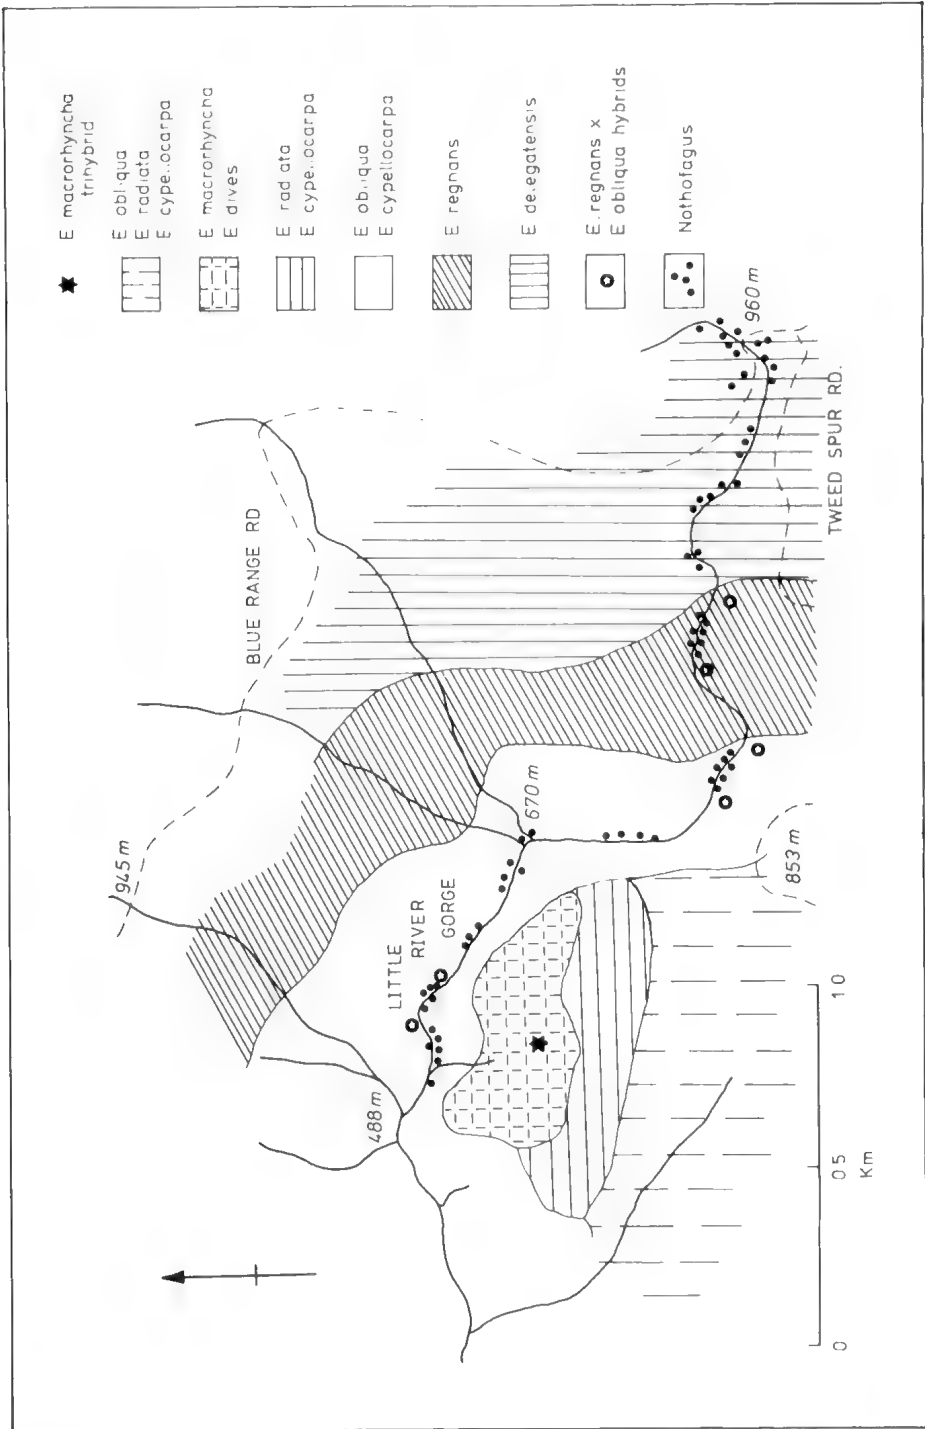 E macrorhyncha
trihybrid
E obliqua
E radiata
E cypellocarpa
E macrorhyncha
E dives
E radiata
E cypellocarpa
E obliqua
E cypellocarpa
E regnans
E delegatensis
E. regnans x
E obliqua hybrids
Nothofagus
945 m
BLUE RANGE RD
960 m
TWEED SPUR RD.
670 m
LITTLE
RIVER
GORGE
853 m
488 m
0
0 5
1 0
Km